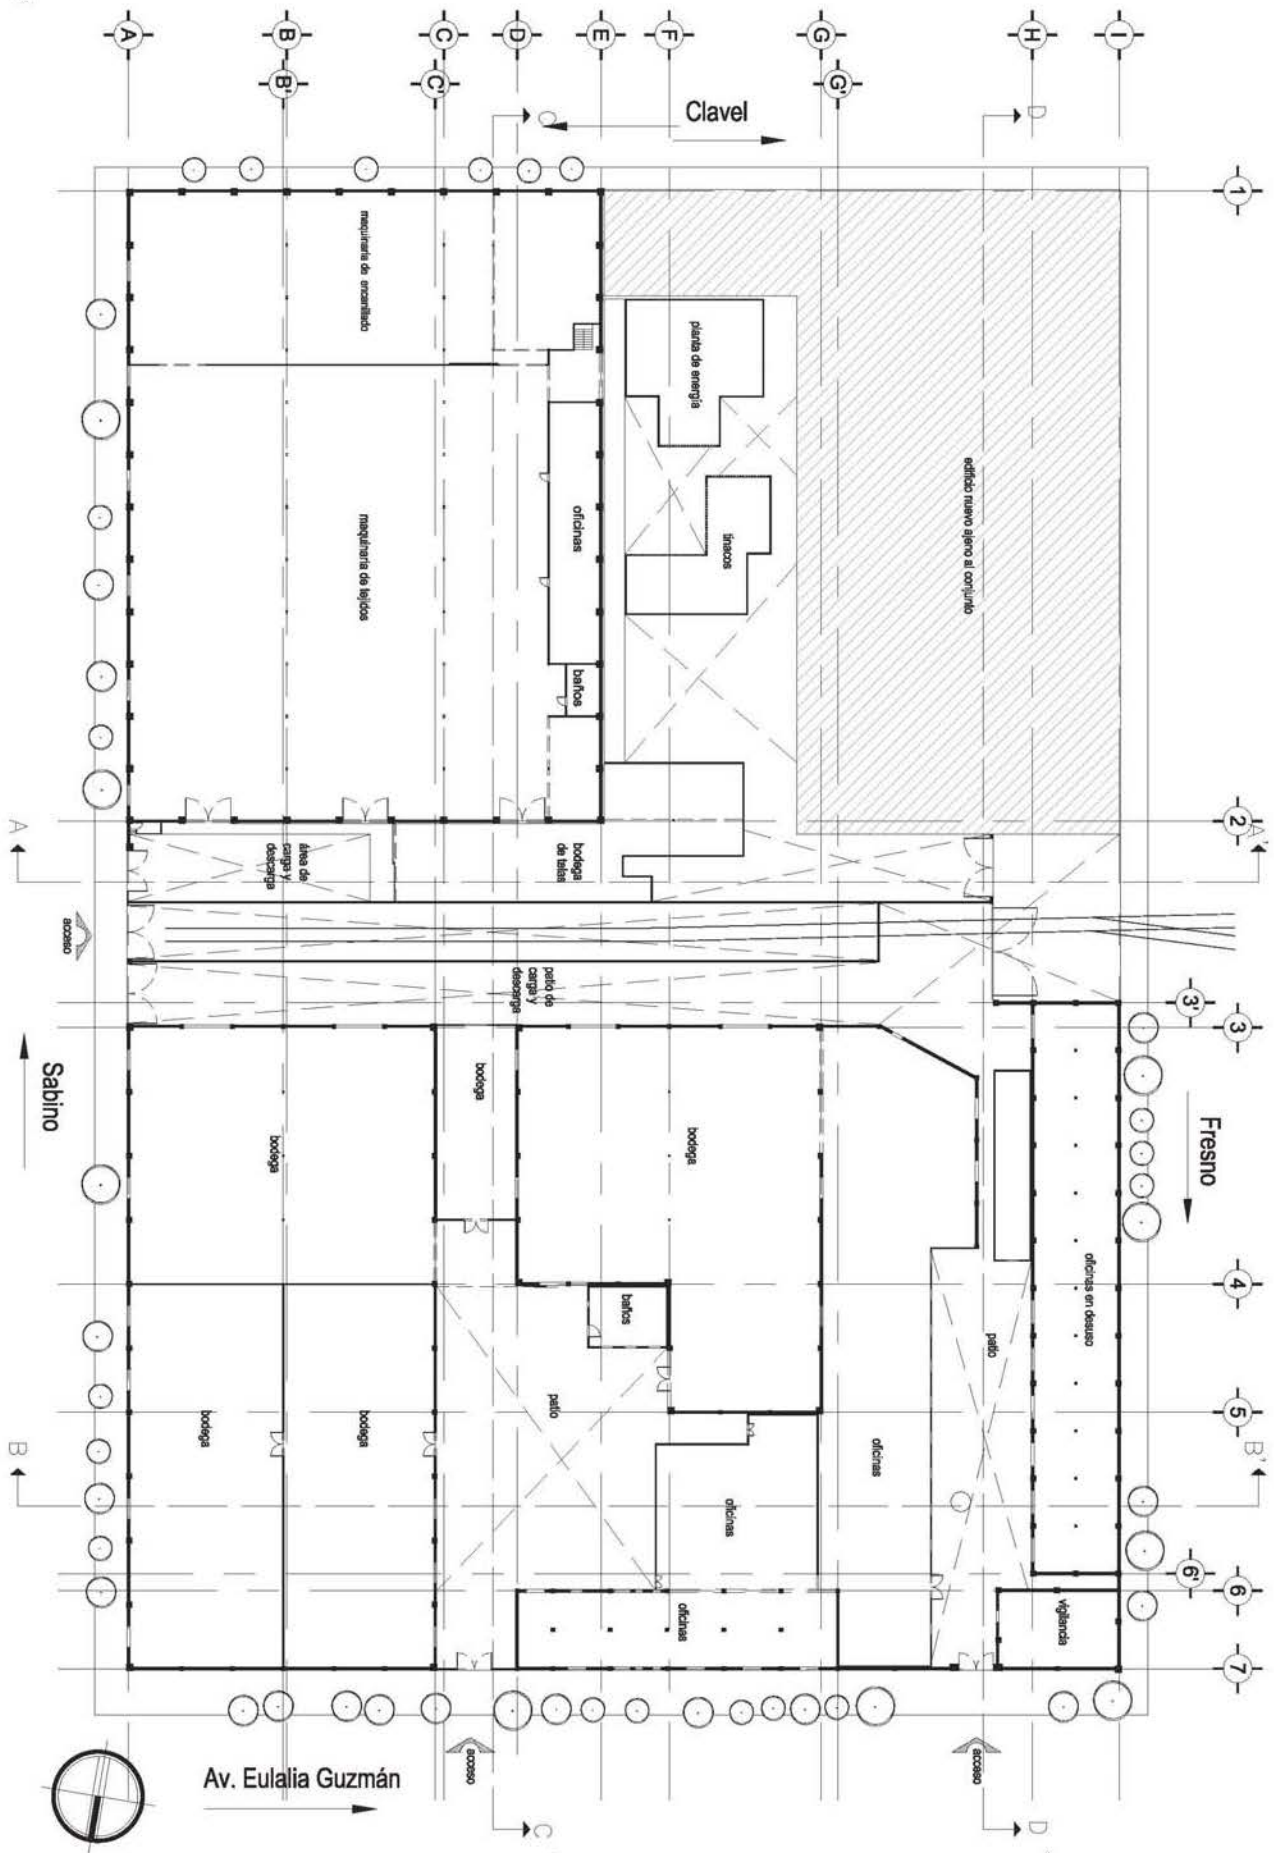 A
B
C
D
E
F
G
H
I
B'
C'
G'
C
Clavel
D
1
maquinaria de encanillado
planta de energía
edificio nuevo ajeno al conjunto
oficinas
tinacos
maquinaria de tejidos
baños
2
A
A'
área de
carga y
descarga
bodega
de telas
acceso
patio de
carga y
descarga
3'
3
Sabino
Fresno
bodega
bodega
bodega
oficinas en desuso
4
baños
patio
patio
5
bodega
bodega
oficinas
B
B'
oficinas
6'
6
oficinas
vigilancia
7
acceso
acceso
Av. Eulalia Guzmán
C
D